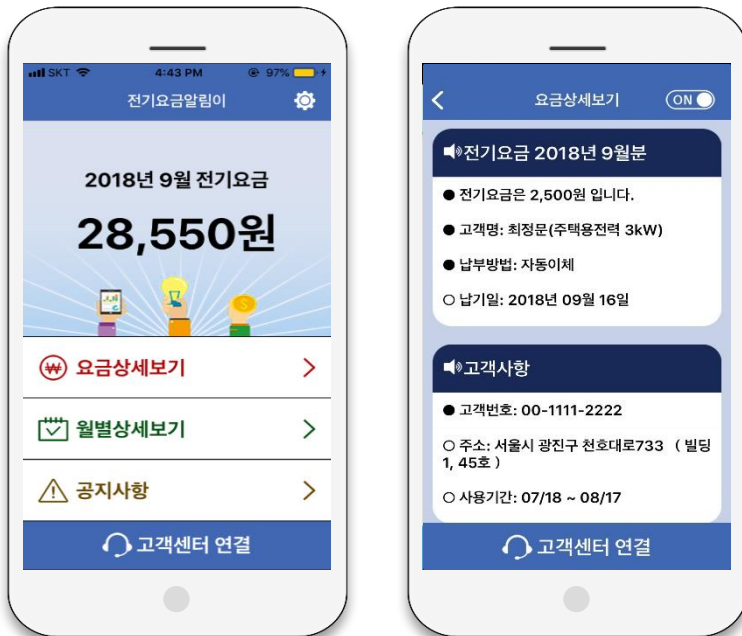 SKT 4:43 PM 97%
전기요금알림이
2018년 9월 전기요금
28,550원
₩ 요금상세보기
월별상세보기
공지사항
고객센터 연결
요금상세보기 ON
전기요금 2018년 9월분
● 전기요금은 2,500원 입니다.
● 고객명: 최정문(주택용전력 3kW)
● 납부방법: 자동이체
○ 납기일: 2018년 09월 16일
고객사항
● 고객번호: 00-1111-2222
○ 주소: 서울시 광진구 천호대로733 ( 빌딩
1, 45호 )
○ 사용기간: 07/18 ~ 08/17
고객센터 연결